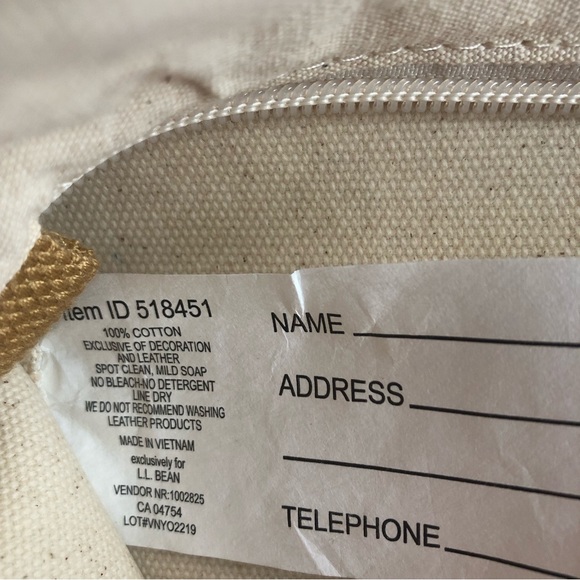 Item ID 518451
100% COTTON
EXCLUSIVE OF DECORATION
AND LEATHER
SPOT CLEAN, MILD SOAP
NO BLEACH-NO DETERGENT
LINE DRY
WE DO NOT RECOMMEND WASHING
LEATHER PRODUCTS
MADE IN VIETNAM
exclusively for
L.L. BEAN
VENDOR NR:1002825
CA 04754
LOT#VNYO2219
NAME
ADDRESS
TELEPHONE